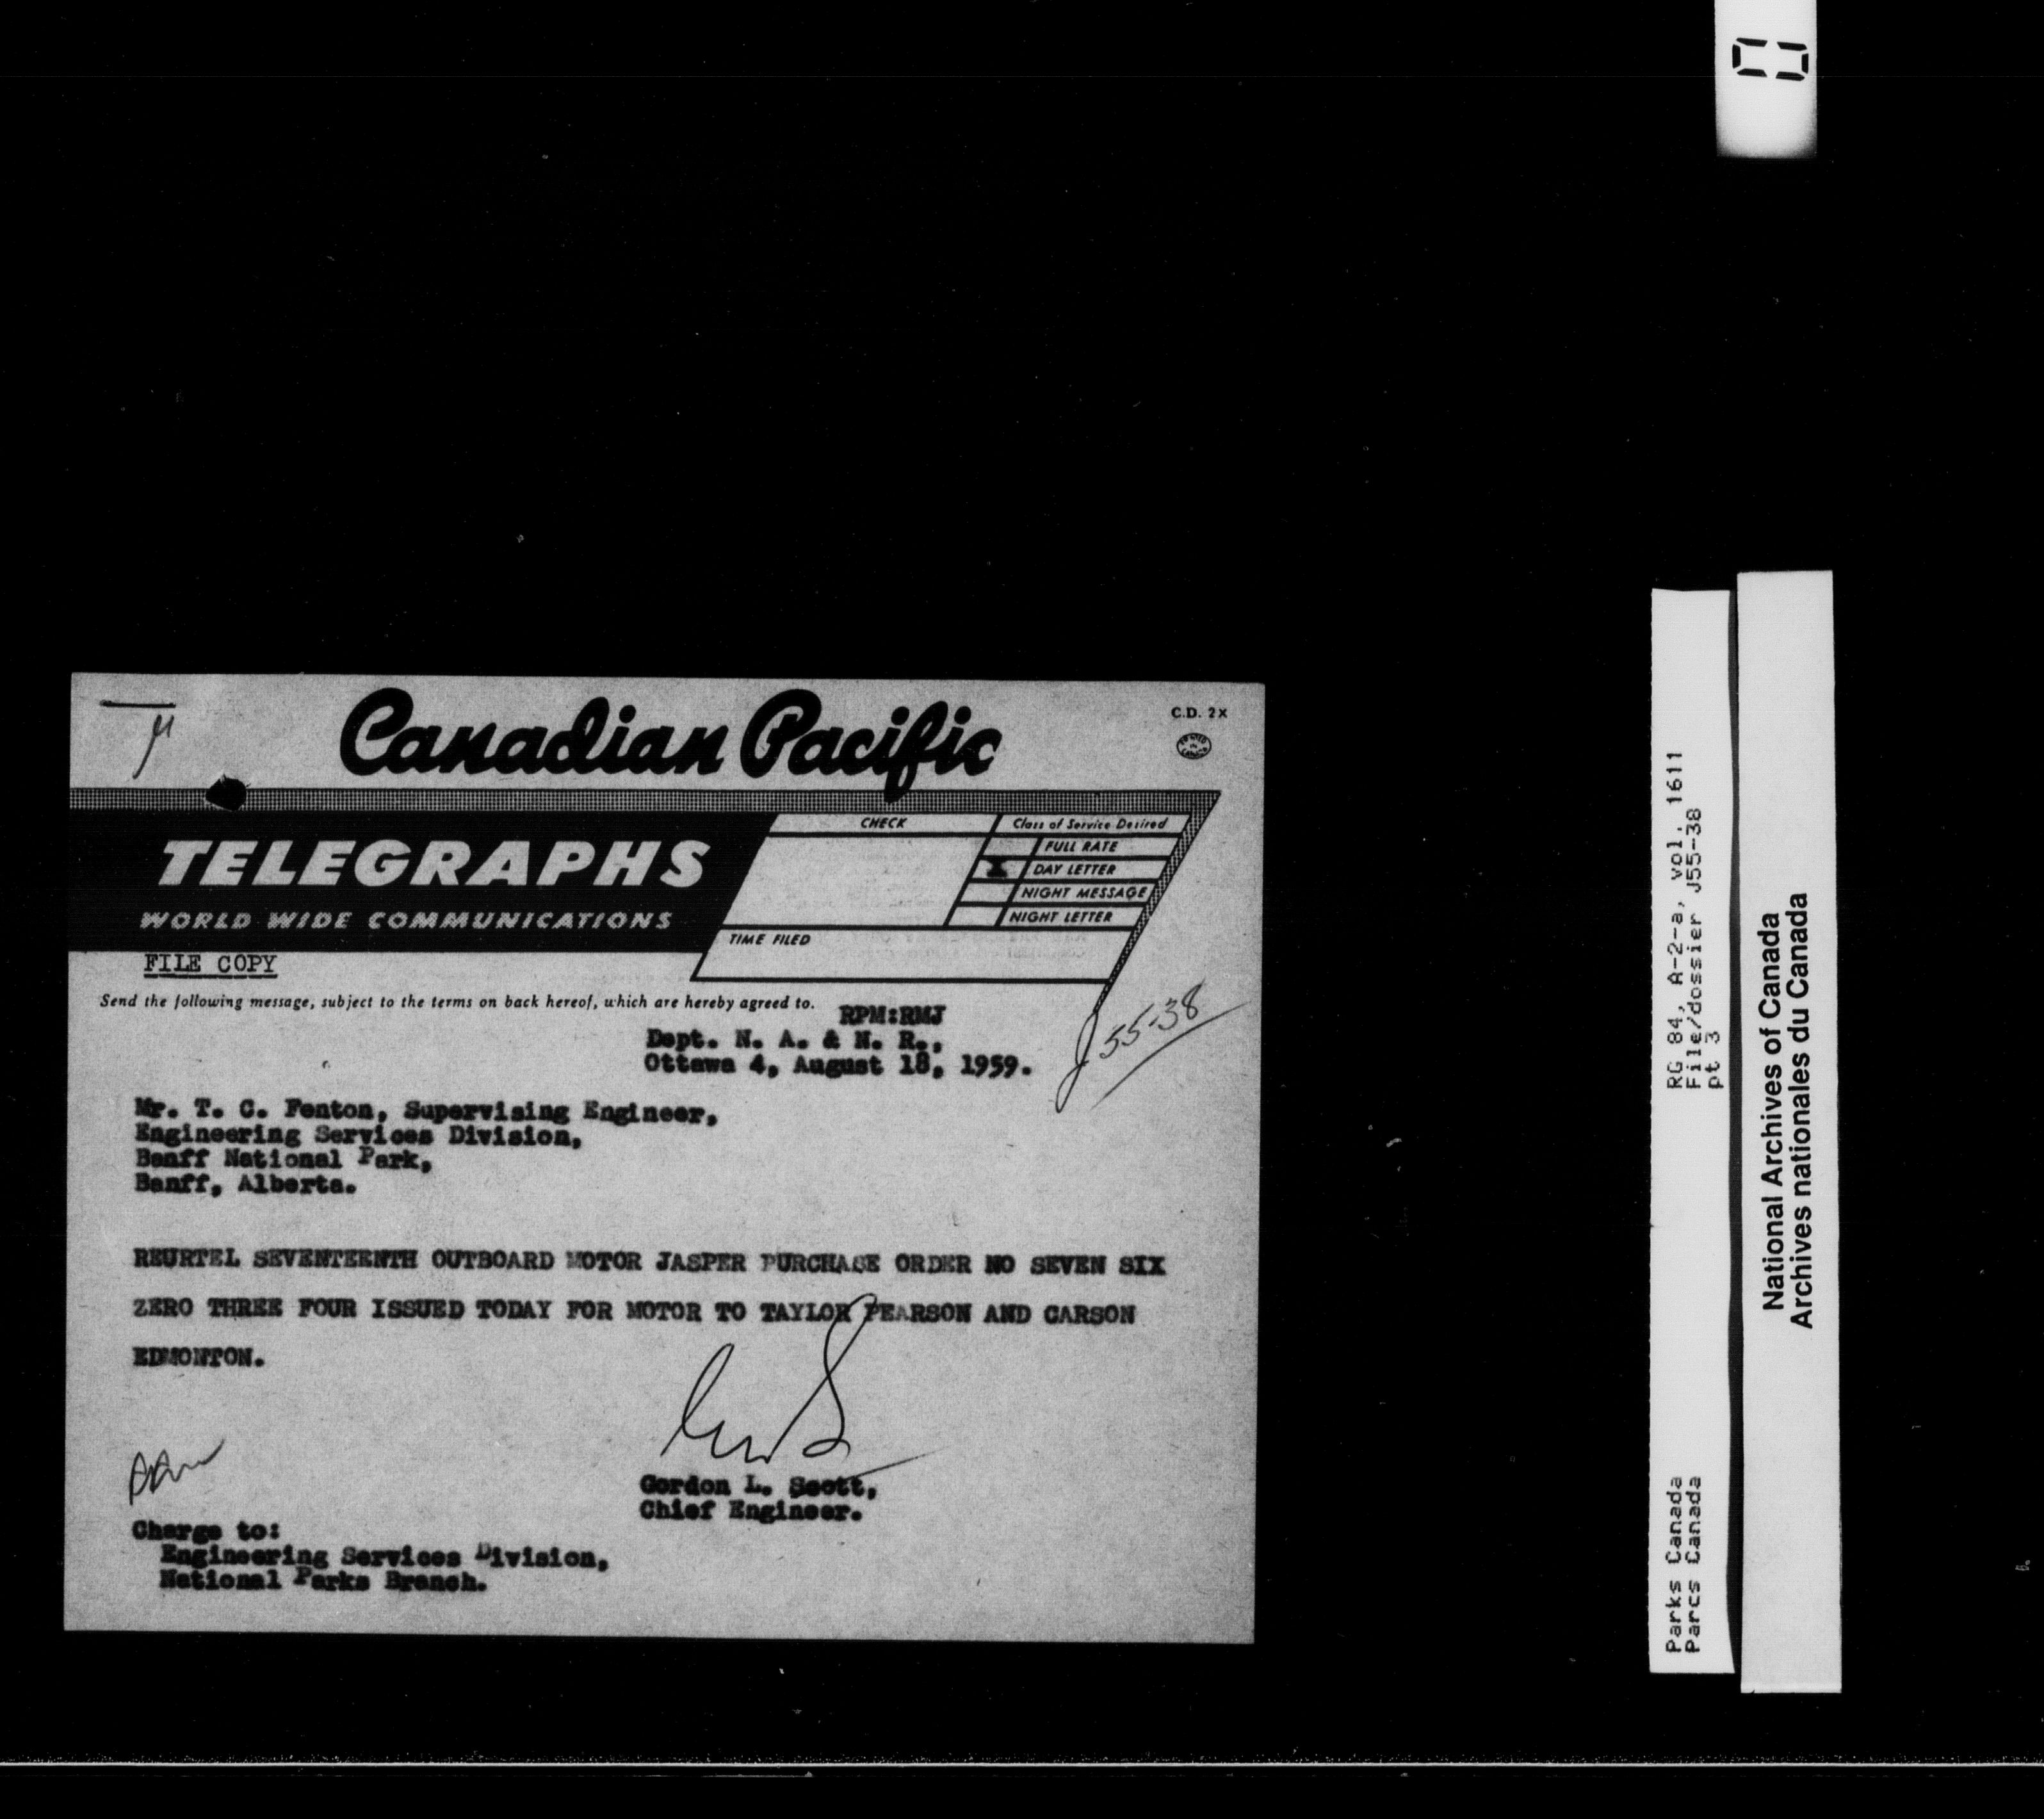 Canadian Pacific
C.D. 2X
PRINTED IN CANADA
TELEGRAPHS
WORLD WIDE COMMUNICATIONS
CHECK
Class of Service Desired
FULL RATE
X DAY LETTER
NIGHT MESSAGE
NIGHT LETTER
TIME FILED
FILE COPY
Send the following message, subject to the terms on back hereof, which are hereby agreed to.
RPM:RMJ
Dept. N. A. & N. R.,
Ottawa 4, August 18, 1959.
J 55-38
Mr. T. C. Fenton, Supervising Engineer,
Engineering Services Division,
Banff National Park,
Banff, Alberta.
REURTEL SEVENTEENTH OUTBOARD MOTOR JASPER PURCHASE ORDER NO SEVEN SIX
ZERO THREE FOUR ISSUED TODAY FOR MOTOR TO TAYLOR PEARSON AND CARSON
EDMONTON.
Gordon L. Scott,
Chief Engineer.
Charge to:
Engineering Services Division,
National Parks Branch.
RG 84, A-2-a, vol. 1611
File/dossier J55-38
pt 3
Parks Canada
Parcs Canada
National Archives of Canada
Archives nationales du Canada